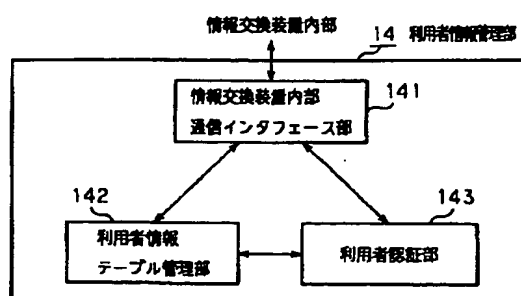 情報交換装置内部
14 利用者情報管理部
情報交換装置内部
通信インタフェース部
141
142
利用者情報
テーブル管理部
143
利用者認証部